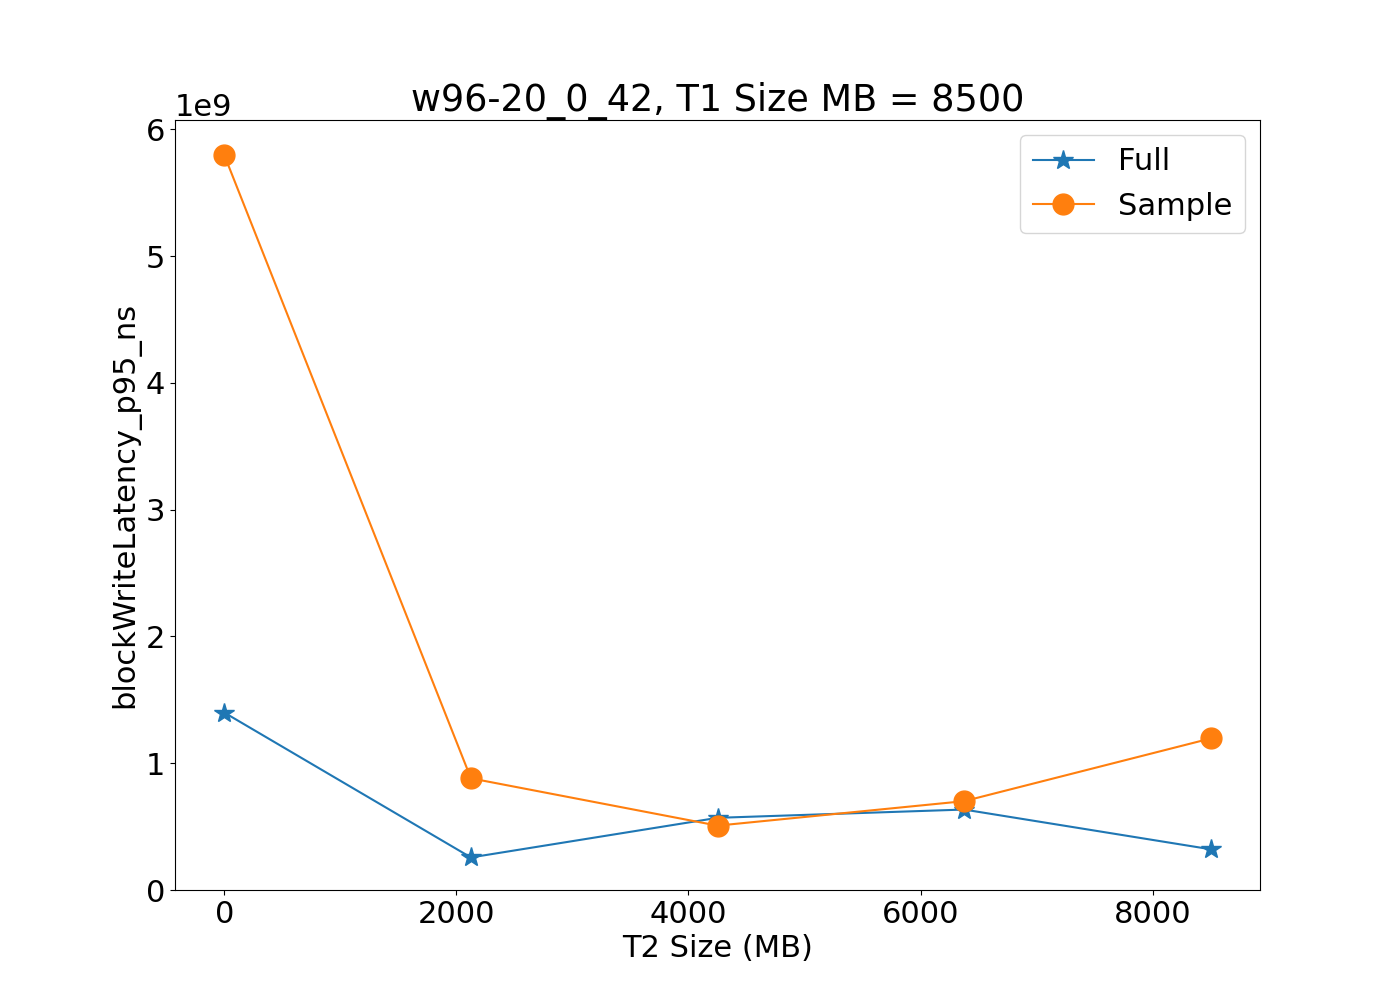 w96-20_0_42, T1 Size MB = 8500
1e9
6
5
4
3
2
1
0
blockWriteLatency_p95_ns
Full
Sample
0 2000 4000 6000 8000
T2 Size (MB)